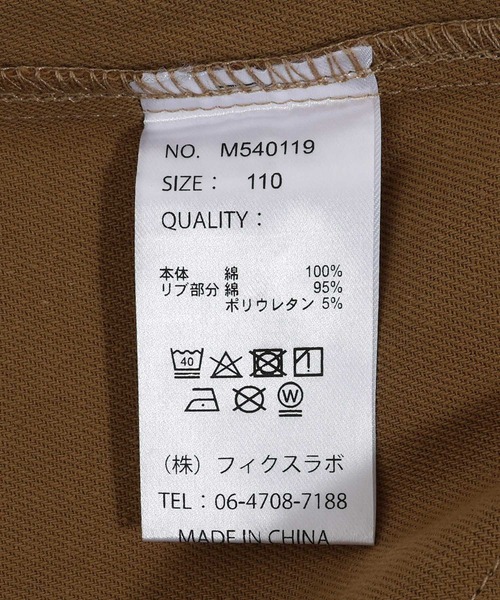 NO. M540119
SIZE： 110
QUALITY：
本体 綿 100%
リブ部分 綿 95%
ポリウレタン 5%
40
W
（株）フィクスラボ
TEL：06-4708-7188
MADE IN CHINA